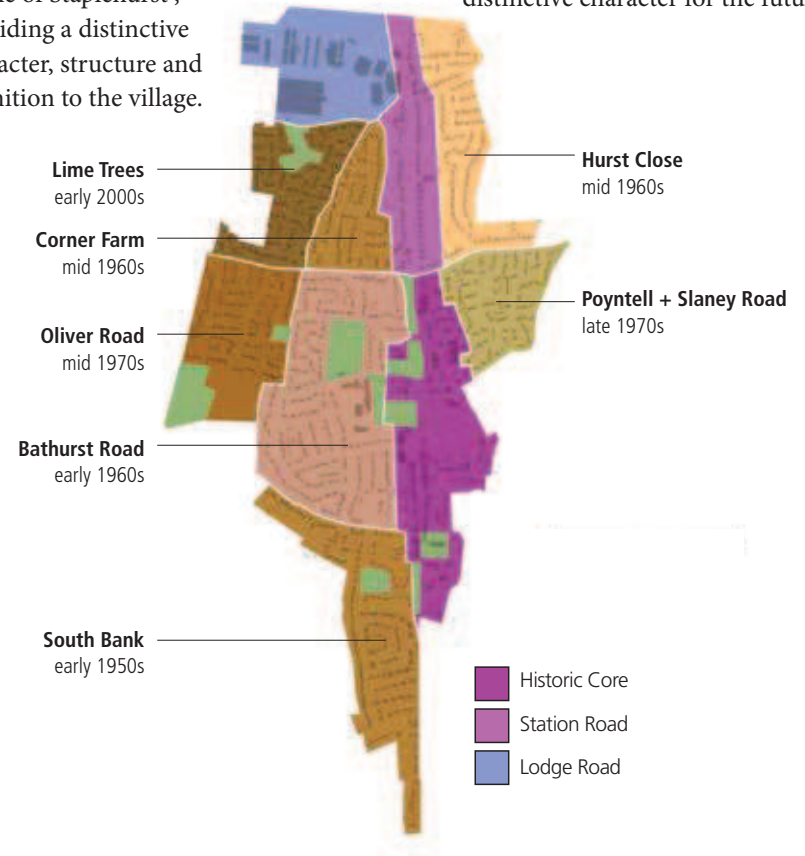 of Staplehurst',
iding a distinctive
acter, structure and
nition to the village.
distinctive character for the
Lime Trees
early 2000s
Corner Farm
mid 1960s
Oliver Road
mid 1970s
Bathurst Road
early 1960s
South Bank
early 1950s
Hurst Close
mid 1960s
Poyntell + Slaney Road
late 1970s
Historic Core
Station Road
Lodge Road